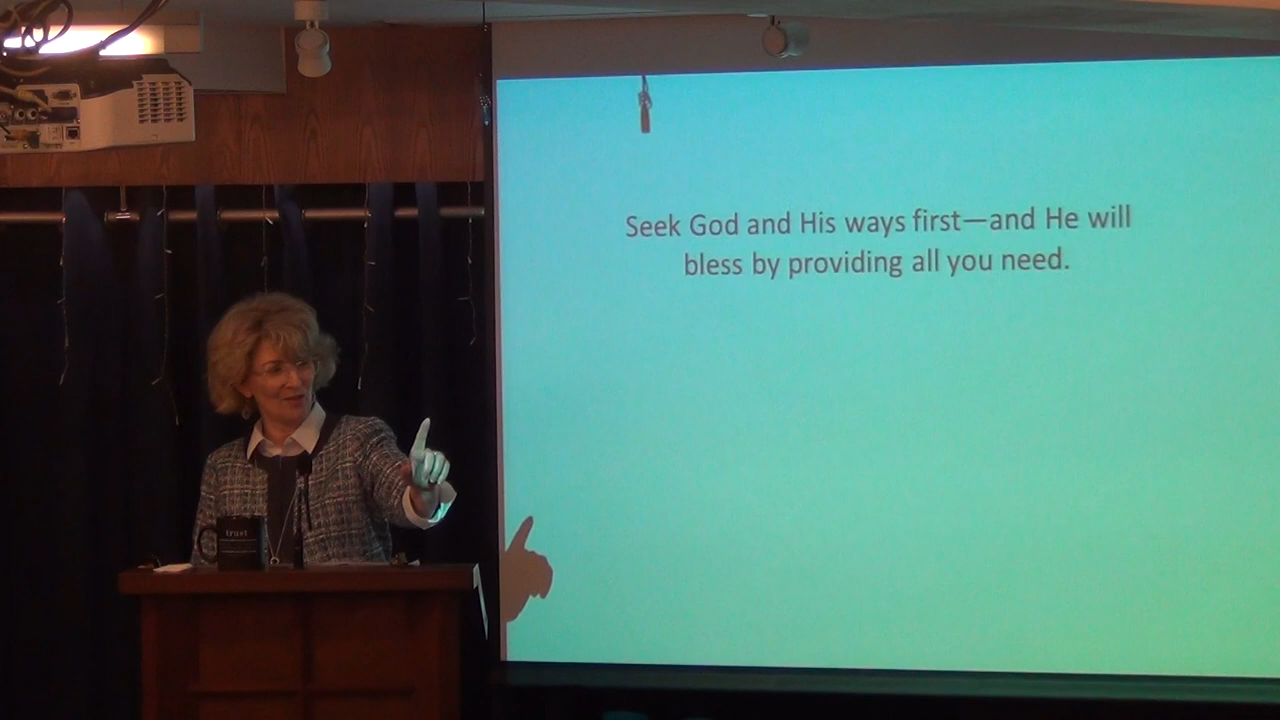 Seek God and His ways first—and He will
bless by providing all you need.
trust